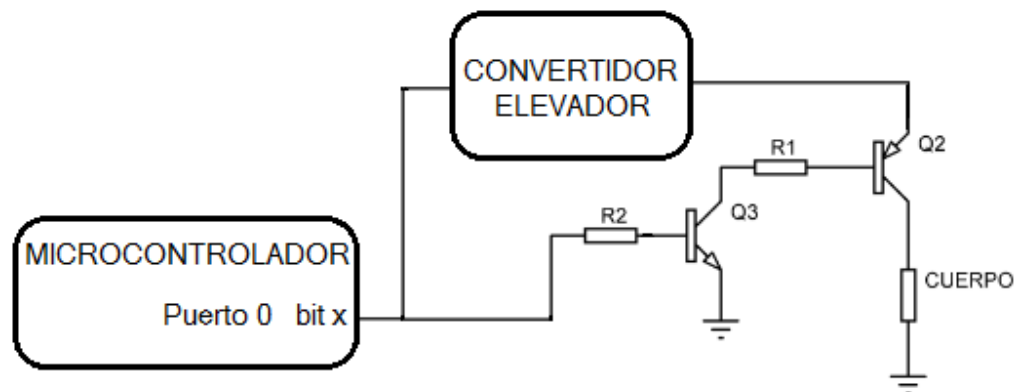 CONVERTIDOR
ELEVADOR
Q2
R1
R2
Q3
MICROCONTROLADOR
CUERPO
Puerto 0 bit x